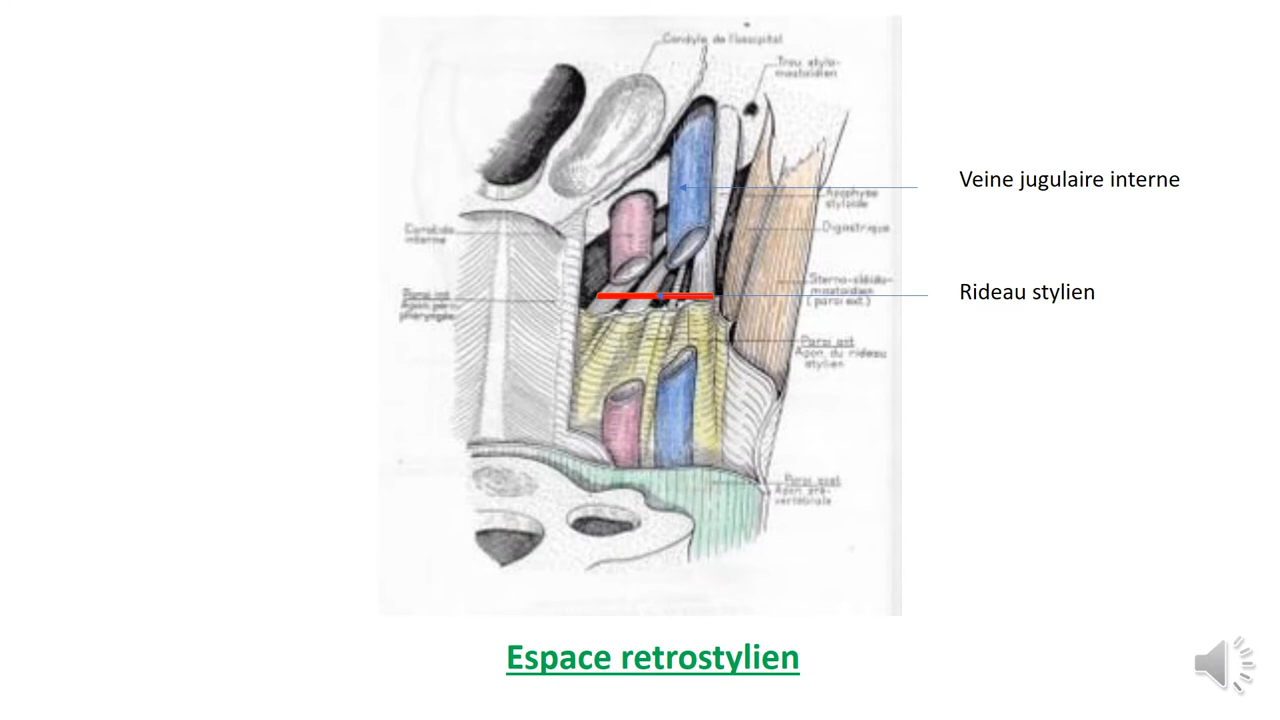 Condyle de l'occipital
Trou stylo-
mastoïdien
Veine jugulaire interne
Apophyse
styloïde
Carotide
interne
Digastrique
Sterno-cléido-
mastoïdien
(paroi ext.)
Rideau stylien
Paroi int
Apon péri-
pharyngée
Paroi ant
Apon. du rideau
stylien
Paroi post
Apon pré-
vertébrale
Espace retrostylien